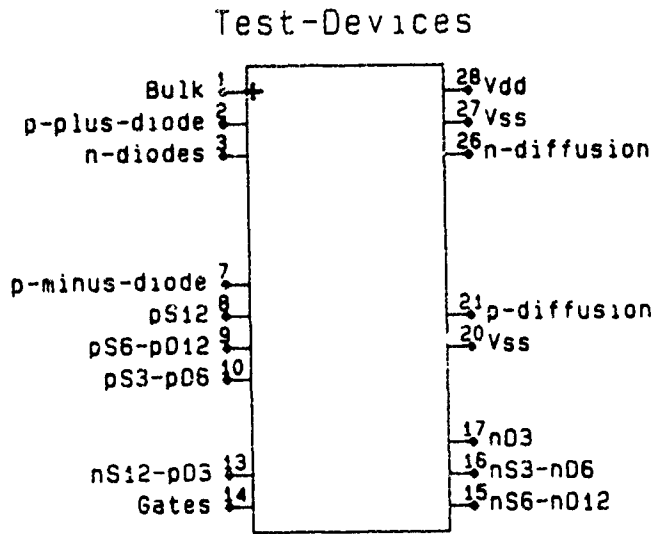 Test-Devices
Bulk 1 28 Vdd
p-plus-diode 2 27 Vss
n-diodes 3 26 n-diffusion
p-minus-diode 7
pS12 8 21 p-diffusion
pS6-pD12 9 20 Vss
pS3-pD6 10
17 nD3
nS12-pD3 13 16 nS3-nD6
Gates 14 15 nS6-nD12